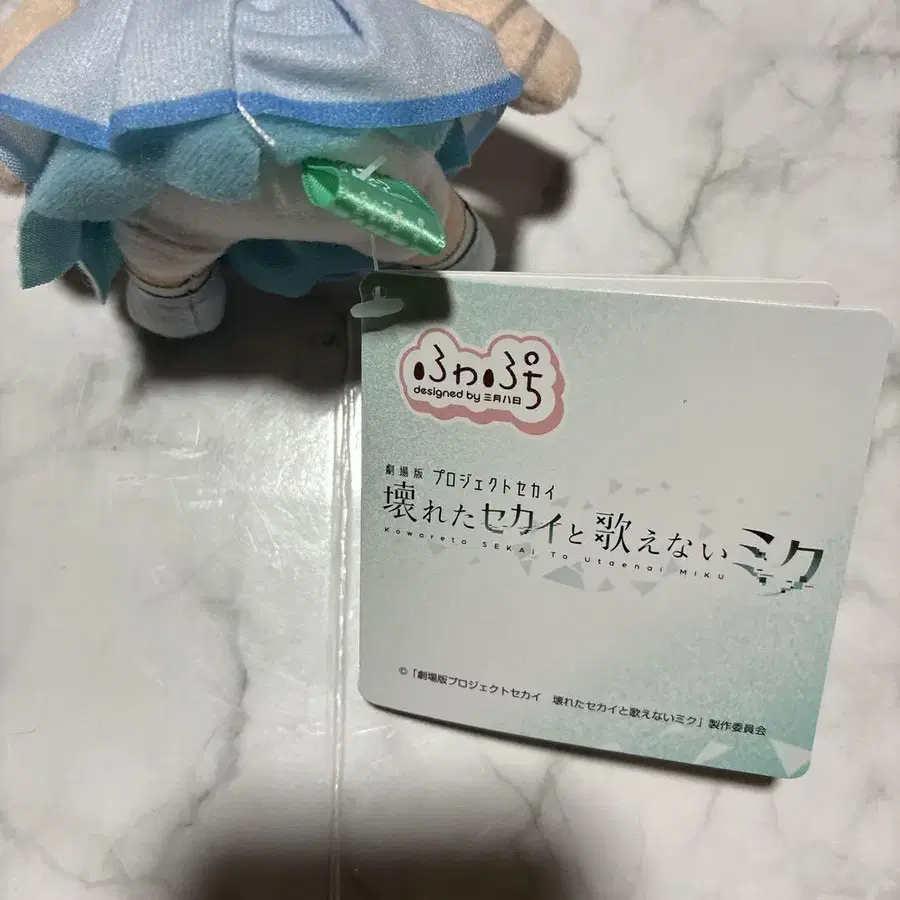 ふわぷち
designed by 三月八日
劇場版 プロジェクトセカイ
壊れたセカイと歌えないミク
Kowareta SEKAI To Utaenai MIKU
©「劇場版プロジェクトセカイ 壊れたセカイと歌えないミク」製作委員会